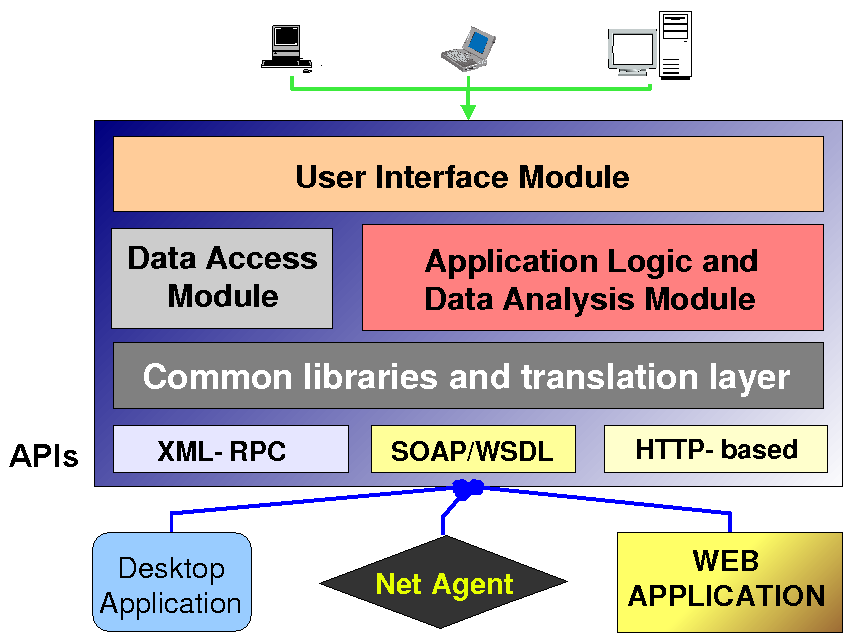 User Interface Module
Data Access
Module
Application Logic and
Data Analysis Module
Common libraries and translation layer
APIs
XML- RPC
SOAP/WSDL
HTTP- based
Desktop
Application
Net Agent
WEB
APPLICATION